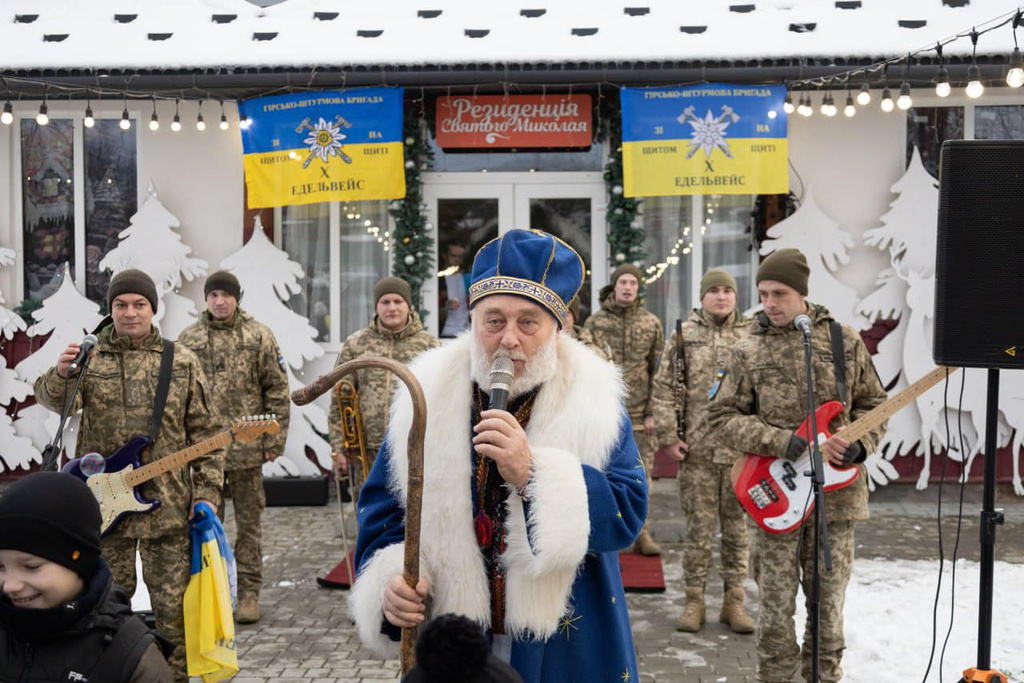 ГІРСЬКО-ШТУРМОВА БРИГАДА
ЗІ НА
ЩИТОМ ЩИТІ
X
ЕДЕЛЬВЕЙС
Резиденція
Святого Миколая
ГІРСЬКО-ШТУРМОВА БРИГАДА
ЗІ НА
ЩИТОМ ЩИТІ
X
ЕДЕЛЬВЕЙС